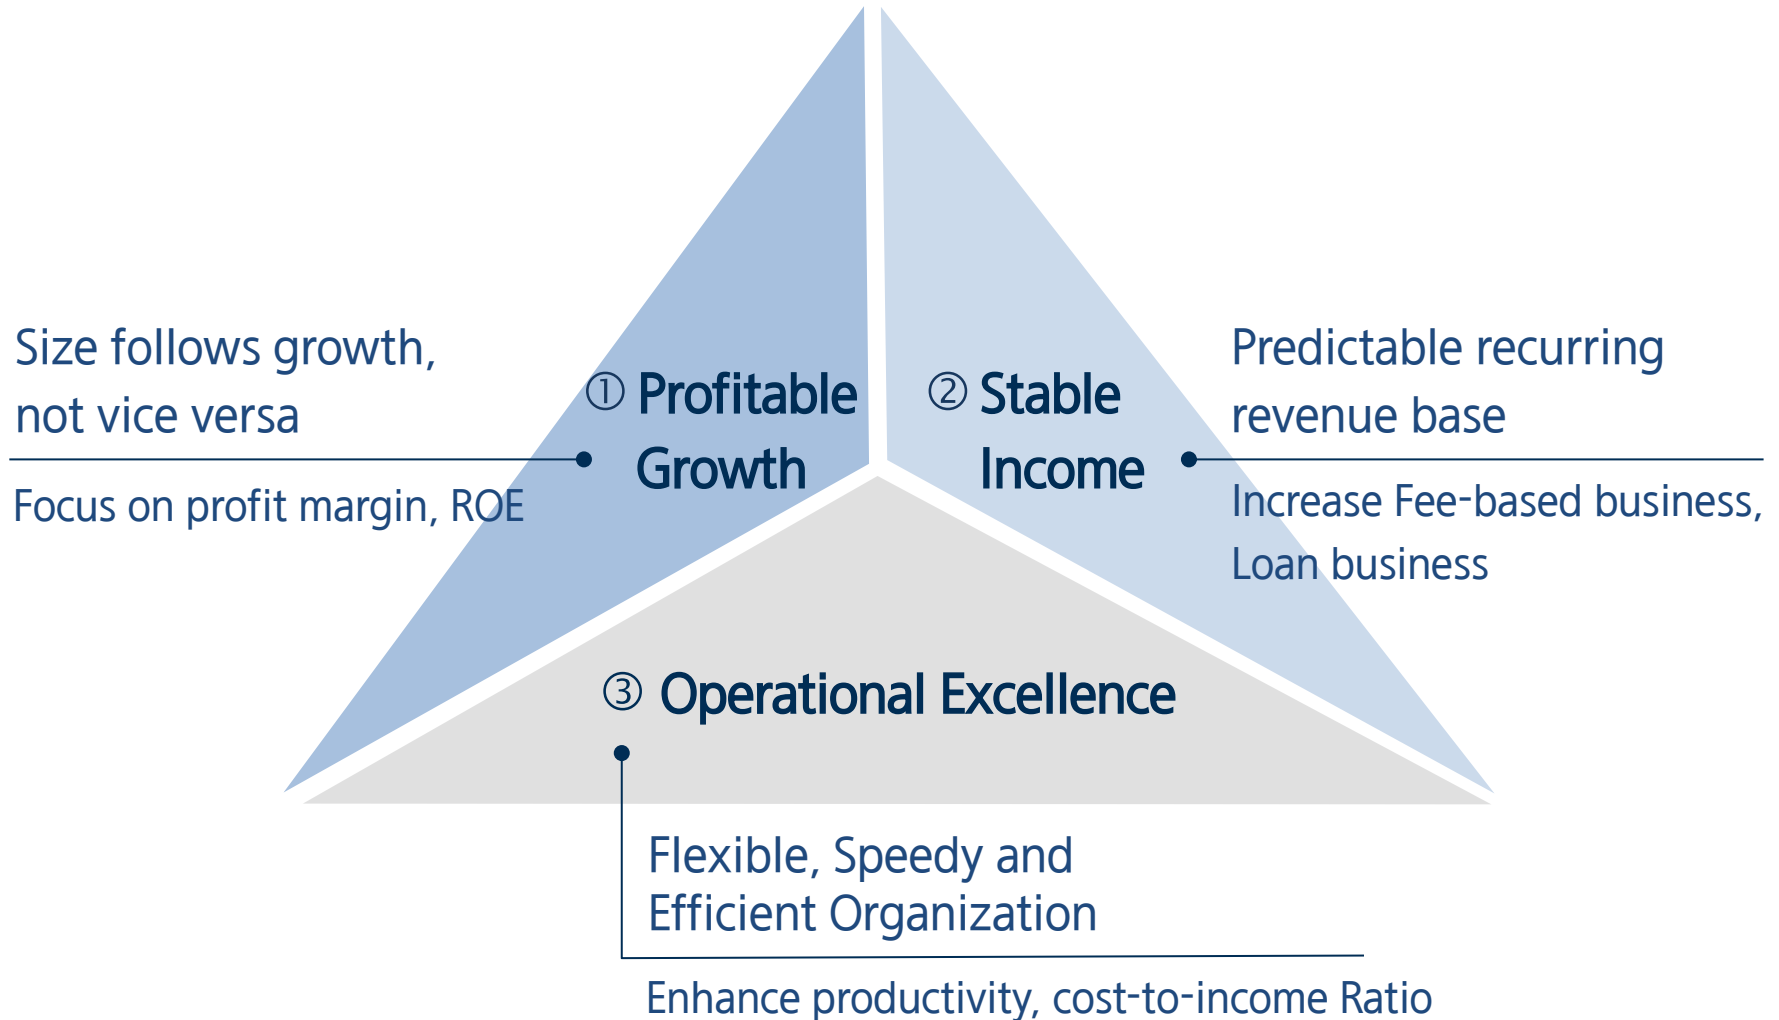 Size follows growth,
not vice versa
Focus on profit margin, ROE
① Profitable
Growth
② Stable
Income
Predictable recurring
revenue base
Increase Fee-based business,
Loan business
③ Operational Excellence
Flexible, Speedy and
Efficient Organization
Enhance productivity, cost-to-income Ratio